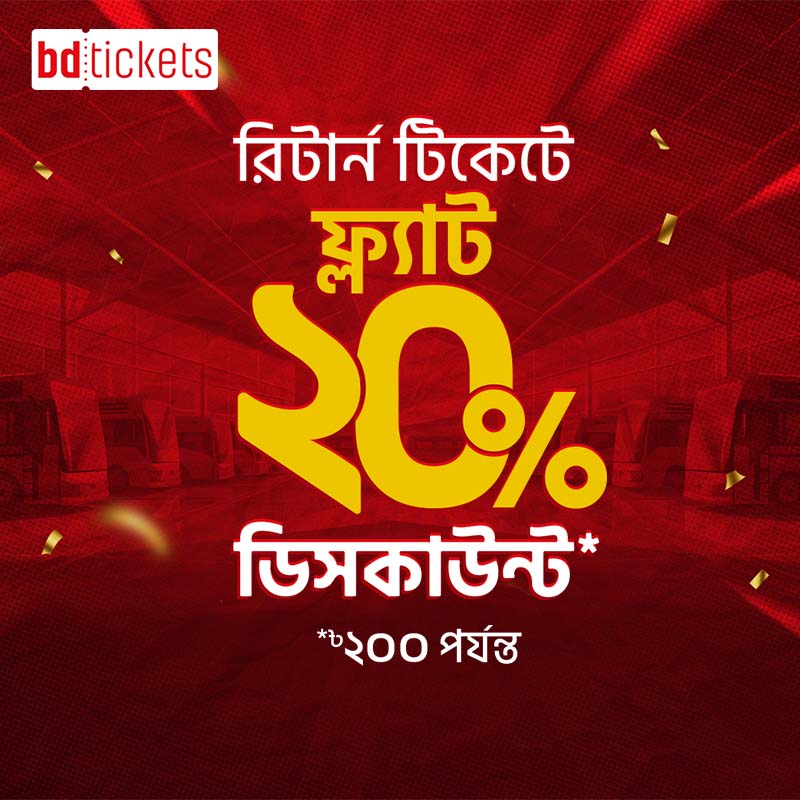 bdtickets
রিটার্ন টিকেটে
ফ্ল্যাট
২০%
ডিসকাউন্ট*
*৳২০০ পর্যন্ত